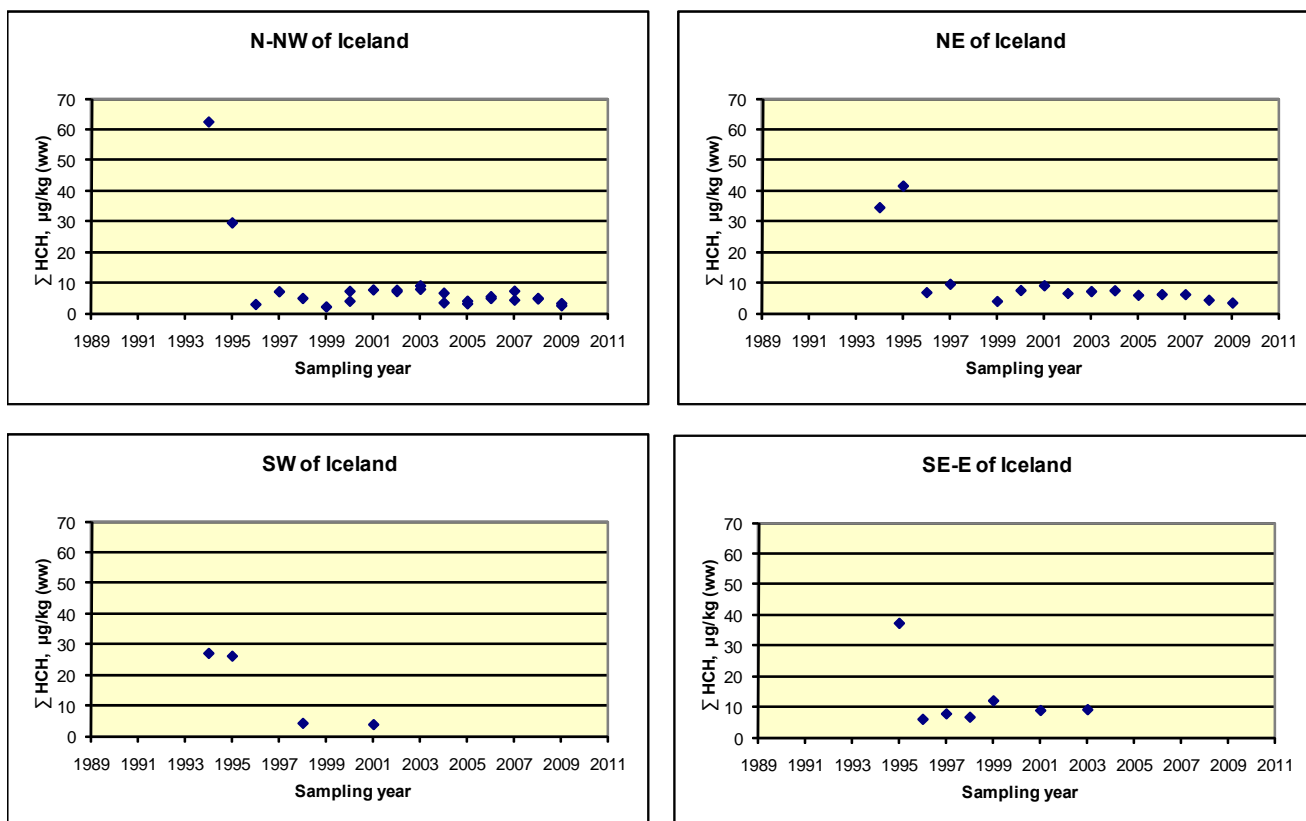 N-NW of Iceland
70
60
50
40
30
20
10
0
∑ HCH, µg/kg (ww)
1989 1991 1993 1995 1997 1999 2001 2003 2005 2007 2009 2011
Sampling year
NE of Iceland
70
60
50
40
30
20
10
0
∑ HCH, µg/kg (ww)
1989 1991 1993 1995 1997 1999 2001 2003 2005 2007 2009 2011
Sampling year
SW of Iceland
70
60
50
40
30
20
10
0
∑ HCH, µg/kg (ww)
1989 1991 1993 1995 1997 1999 2001 2003 2005 2007 2009 2011
Sampling year
SE-E of Iceland
70
60
50
40
30
20
10
0
∑ HCH, µg/kg (ww)
1989 1991 1993 1995 1997 1999 2001 2003 2005 2007 2009 2011
Sampling year